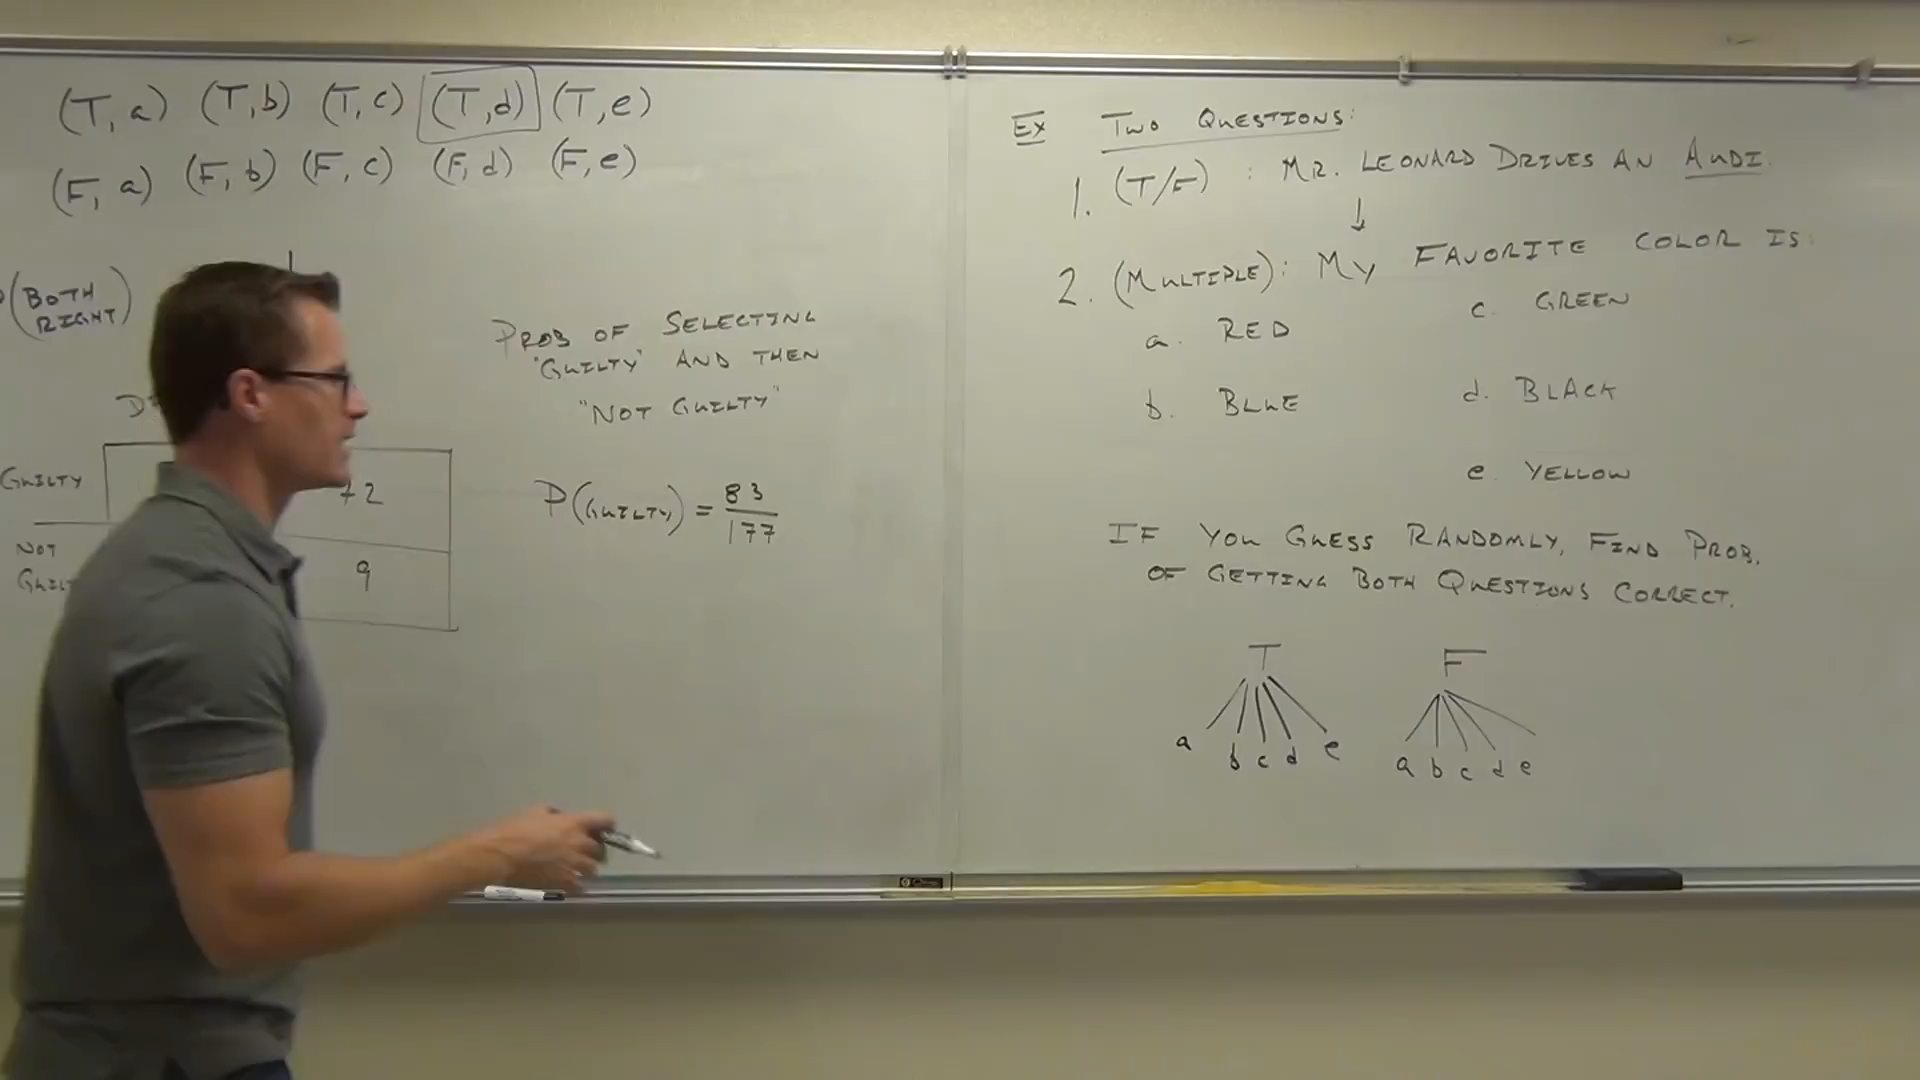 (T, a) (T, b) (T, c) (T, d) (T, e)
(F, a) (F, b) (F, c) (F, d) (F, e)
(BOTH
RIGHT)
GUILTY 72
NOT 9
PROB OF SELECTING
"GUILTY" AND THEN
"NOT GUILTY"
P(GUILTY) = 83/177
EX TWO QUESTIONS:
1. (T/F) : MR. LEONARD DRIVES AN AUDI.
2. (MULTIPLE): MY FAVORITE COLOR IS:
a. RED
b. BLUE
c. GREEN
d. BLACK
e. YELLOW
IF YOU GUESS RANDOMLY, FIND PROB.
OF GETTING BOTH QUESTIONS CORRECT.
T F
a b c d e a b c d e